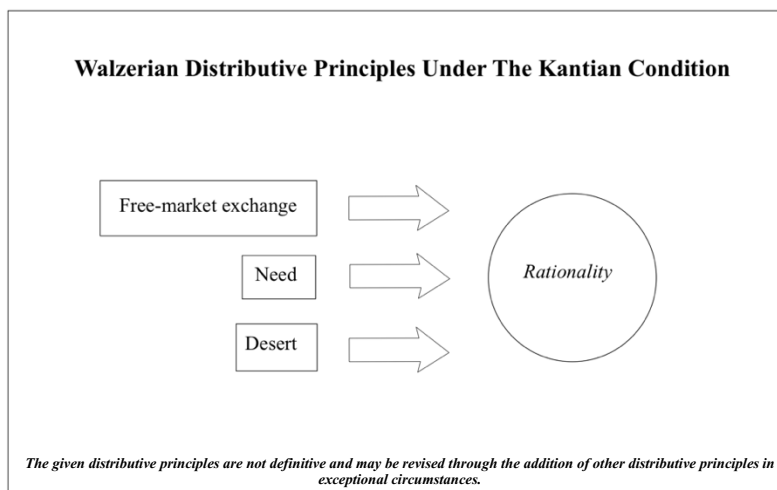 Walzerian Distributive Principles Under The Kantian Condition
Free-market exchange
Need
Rationality
Desert
The given distributive principles are not definitive and may be revised through the addition of other distributive principles in
exceptional circumstances.